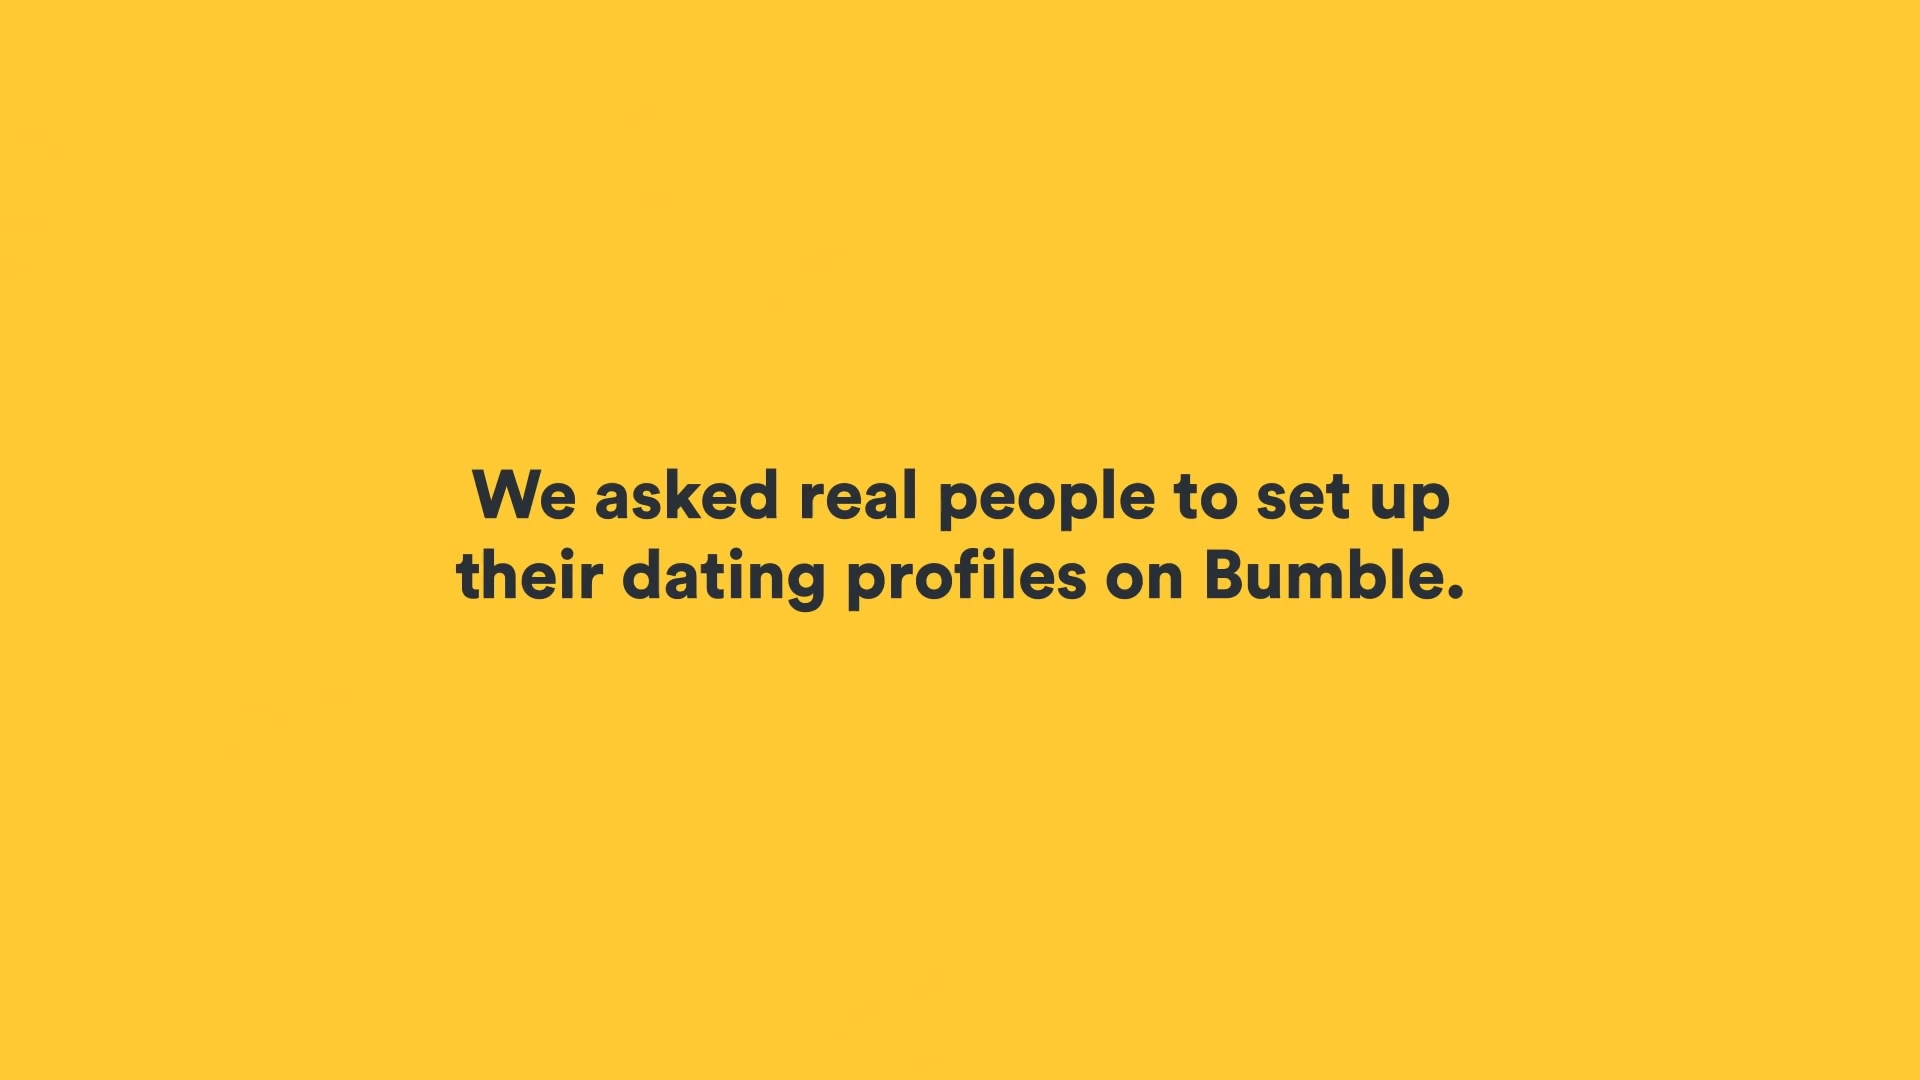 We asked real people to set up
their dating profiles on Bumble.